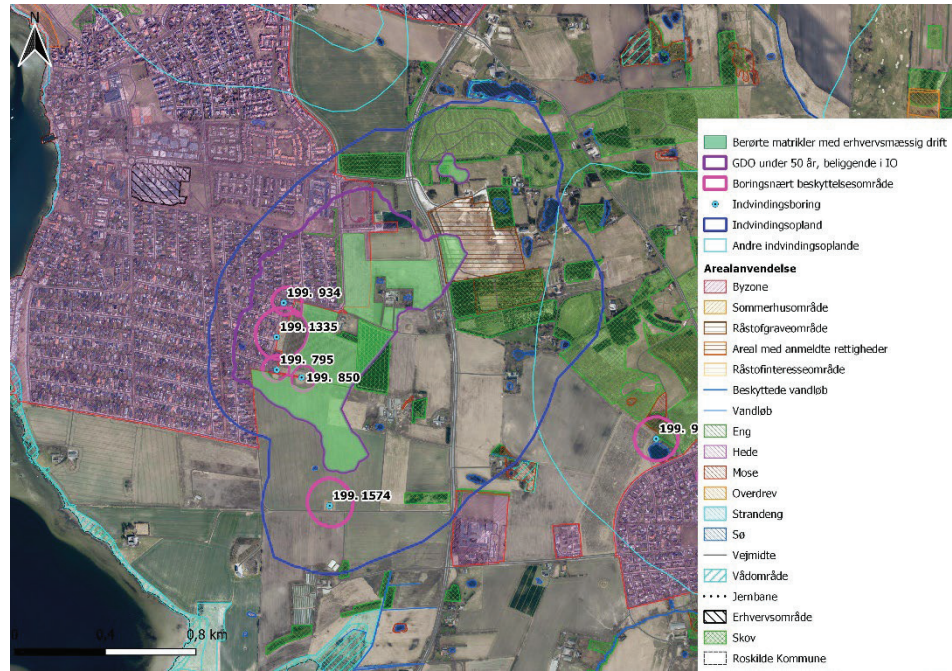 N
Berørte matrikler med erhvervsmæssig drift
GDO under 50 år, beliggende i IO
Boringsnært beskyttelsesområde
Indvindingsboring
Indvindingsopland
Andre indvindingsoplande
Arealanvendelse
Byzone
Sommerhusområde
Råstofgraveområde
Areal med anmeldte rettigheder
Råstofinteresseområde
Beskyttede vandløb
Vandløb
Eng
Hede
Mose
Overdrev
Strandeng
Sø
Vejmidte
Vådområde
Jernbane
Erhvervsområde
Skov
Roskilde Kommune
199. 934
199. 1335
199. 795
199. 850
199. 9
199. 1574
0 0,4 0,8 km